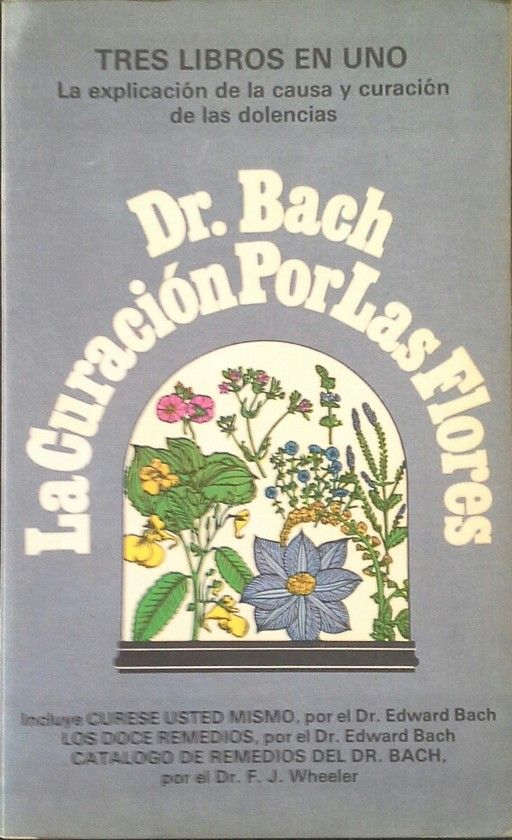 TRES LIBROS EN UNO
La explicación de la causa y curación
de las dolencias
Dr. Bach
La Curación Por Las Flores
Incluye CURESE USTED MISMO, por el Dr. Edward Bach
LOS DOCE REMEDIOS, por el Dr. Edward Bach
CATALOGO DE REMEDIOS DEL DR. BACH,
por el Dr. F. J. Wheeler